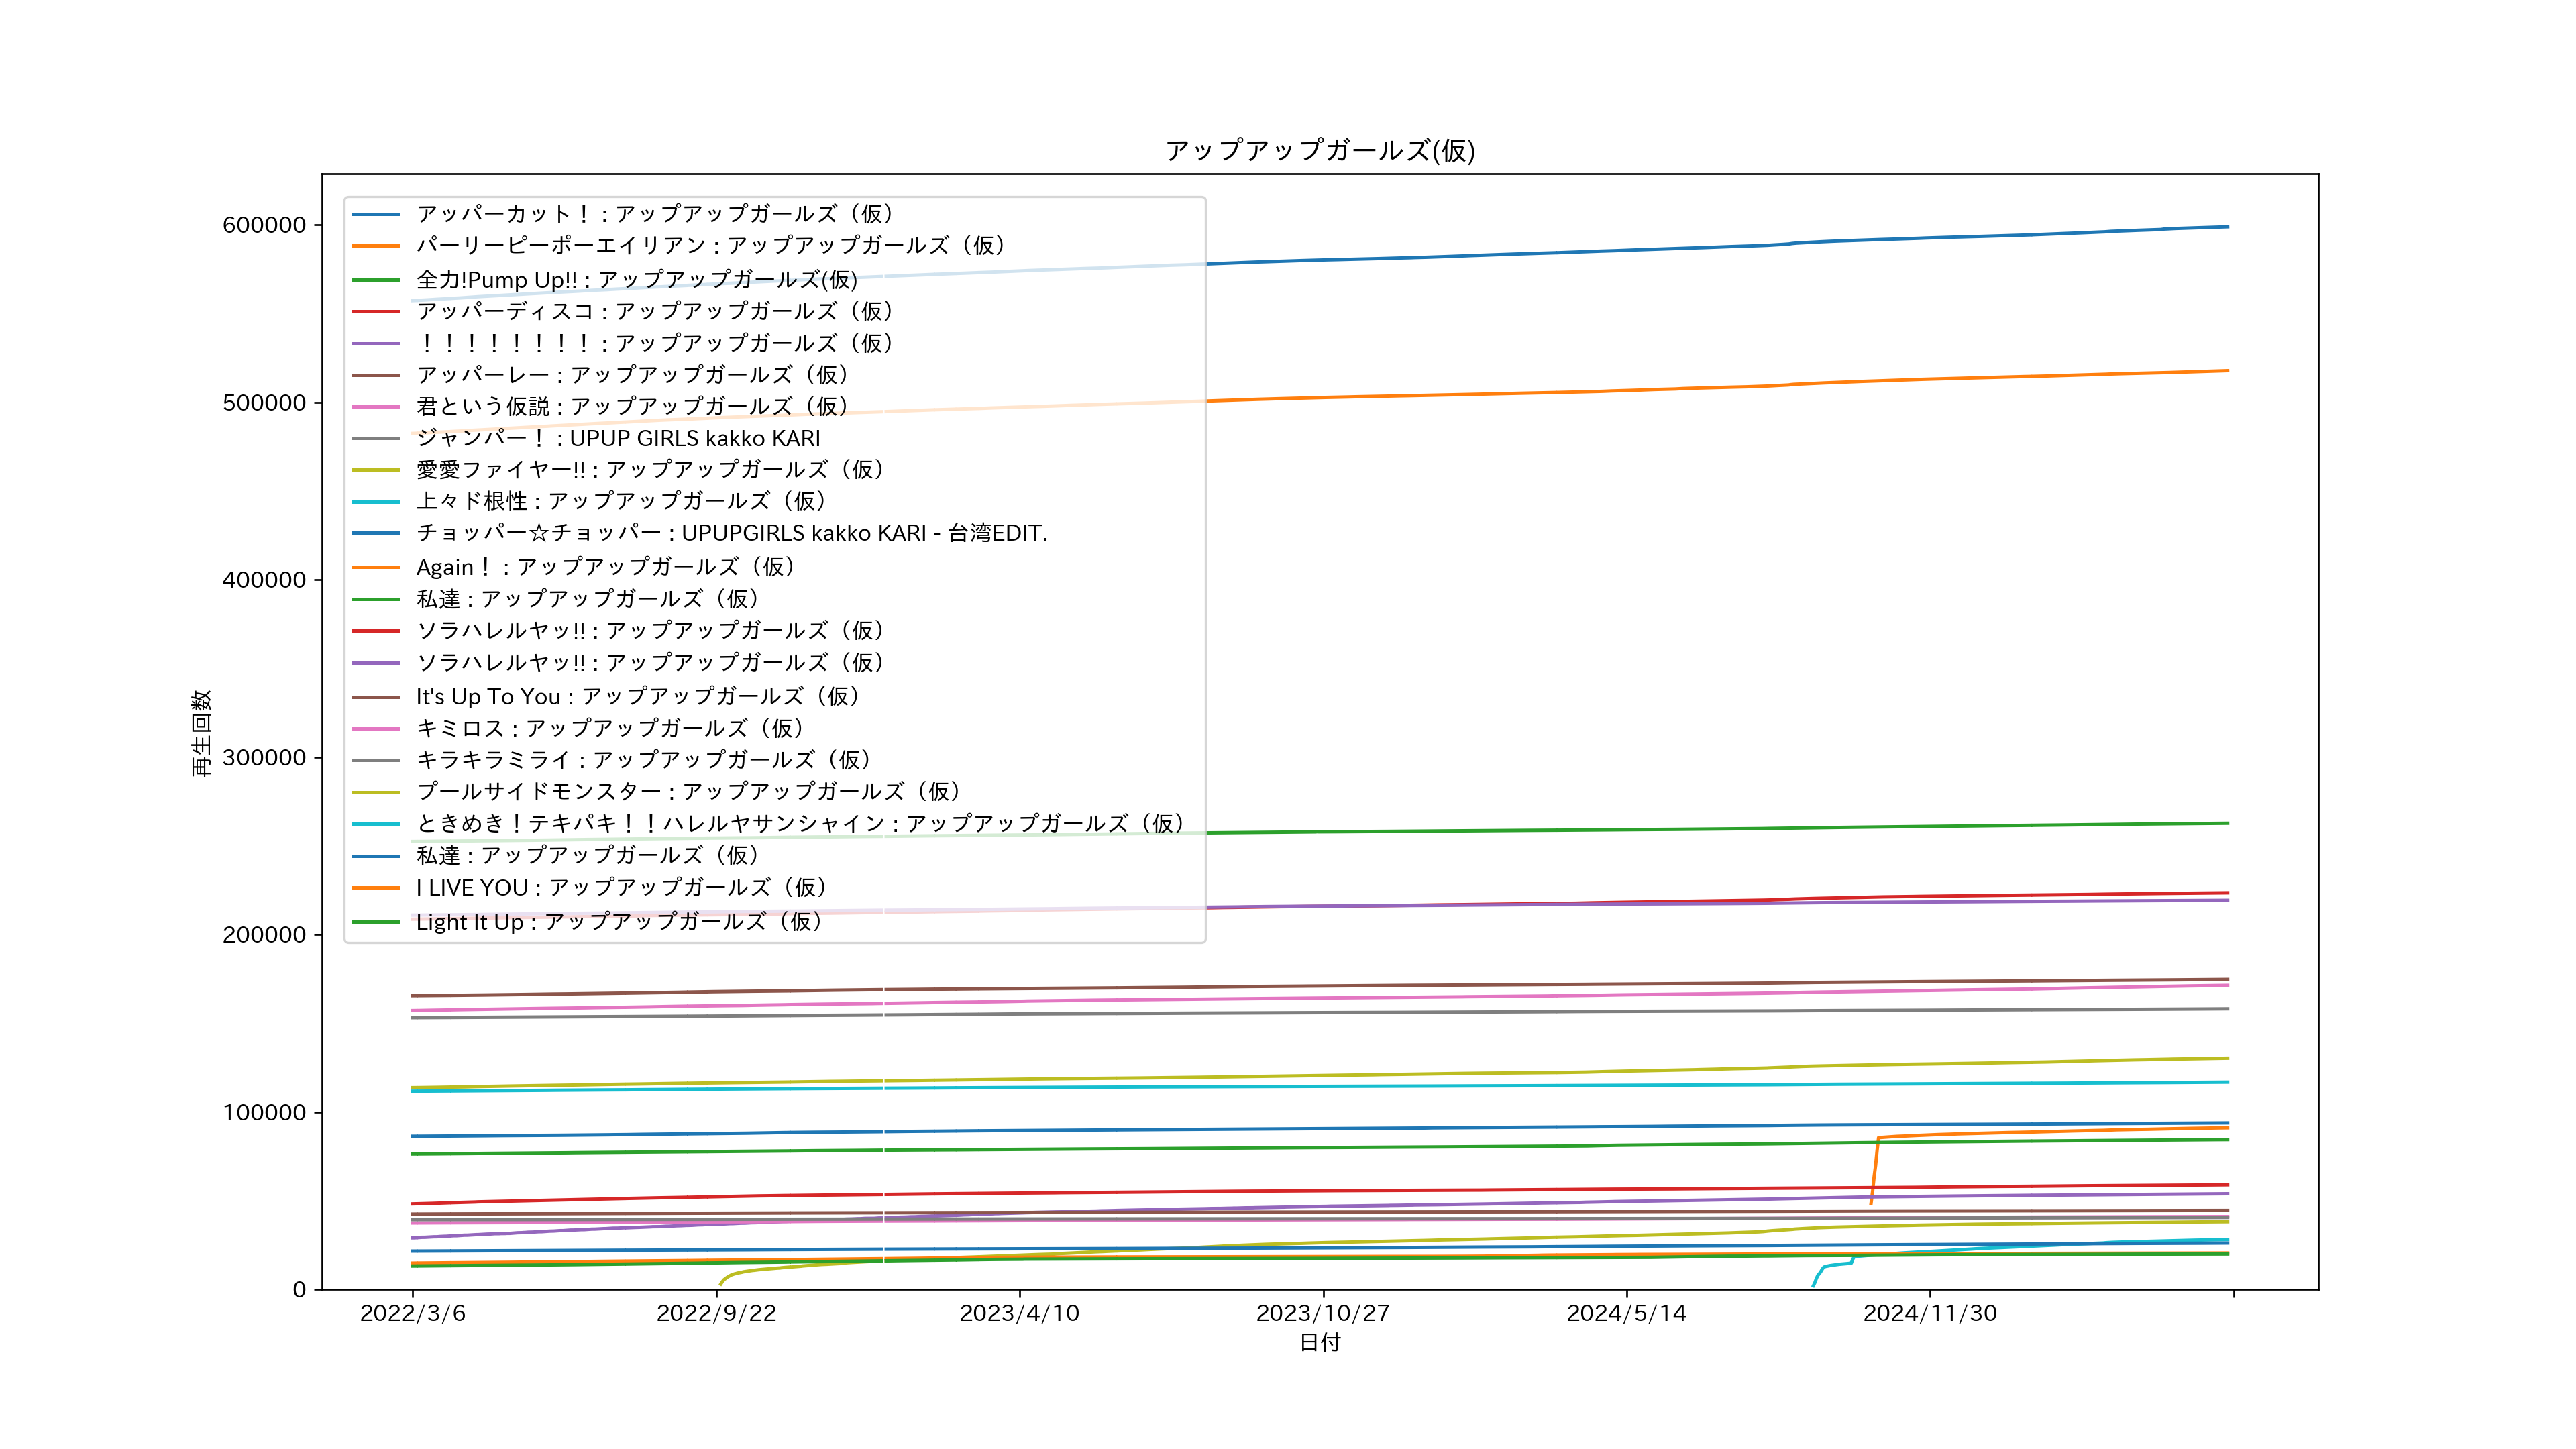 アップアップガールズ(仮)
アッパーカット！ : アップアップガールズ（仮）
パーリーピーポーエイリアン : アップアップガールズ（仮）
全力!Pump Up!! : アップアップガールズ(仮)
アッパーディスコ : アップアップガールズ（仮）
！！！！！！！！ : アップアップガールズ（仮）
アッパーレー : アップアップガールズ（仮）
君という仮説 : アップアップガールズ（仮）
ジャンパー！ : UPUP GIRLS kakko KARI
愛愛ファイヤー!! : アップアップガールズ（仮）
上々ド根性 : アップアップガールズ（仮）
チョッパー☆チョッパー : UPUPGIRLS kakko KARI - 台湾EDIT.
Again！ : アップアップガールズ（仮）
私達 : アップアップガールズ（仮）
ソラハレルヤッ!! : アップアップガールズ（仮）
ソラハレルヤッ!! : アップアップガールズ（仮）
It's Up To You : アップアップガールズ（仮）
キミロス : アップアップガールズ（仮）
キラキラミライ : アップアップガールズ（仮）
プールサイドモンスター : アップアップガールズ（仮）
ときめき！テキパキ！！ハレルヤサンシャイン : アップアップガールズ（仮）
私達 : アップアップガールズ（仮）
I LIVE YOU : アップアップガールズ（仮）
Light It Up : アップアップガールズ（仮）
600000
500000
400000
300000
200000
100000
0
再生回数
2022/3/6
2022/9/22
2023/4/10
2023/10/27
2024/5/14
2024/11/30
日付